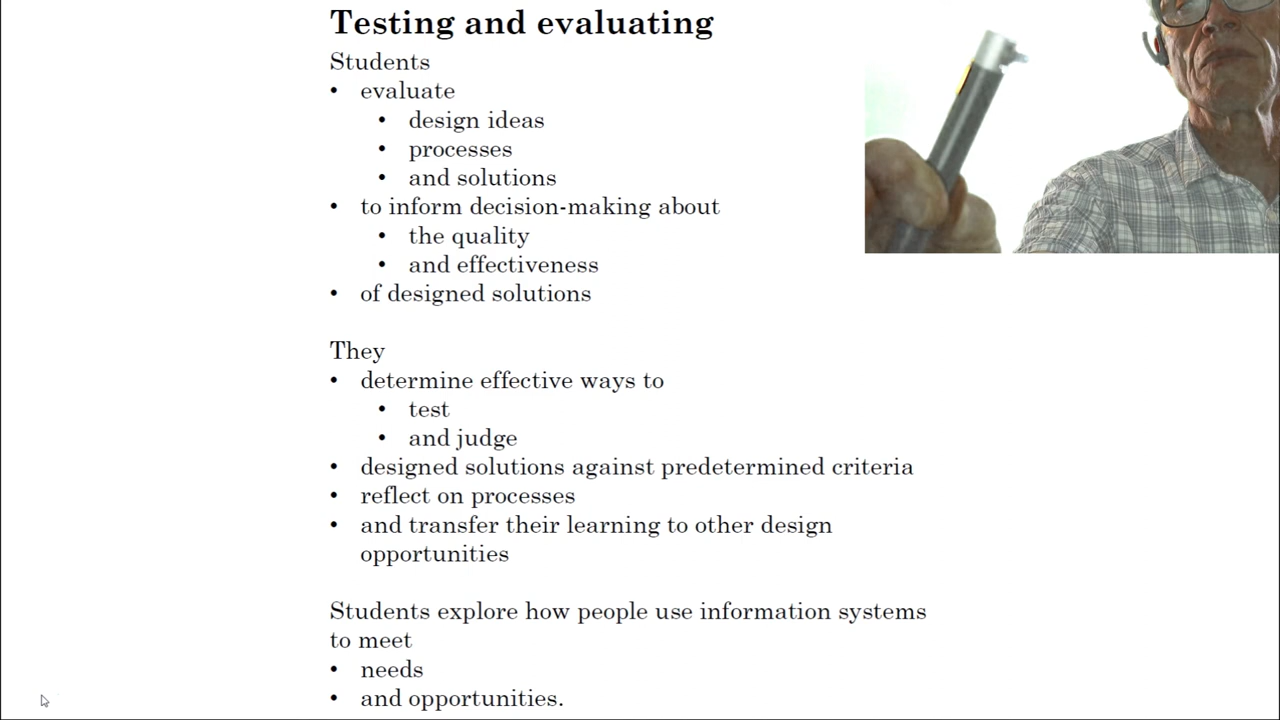 Testing and evaluating
Students
• evaluate
• design ideas
• processes
• and solutions
• to inform decision-making about
• the quality
• and effectiveness
• of designed solutions
They
• determine effective ways to
• test
• and judge
• designed solutions against predetermined criteria
• reflect on processes
• and transfer their learning to other design
opportunities
Students explore how people use information systems
to meet
• needs
• and opportunities.